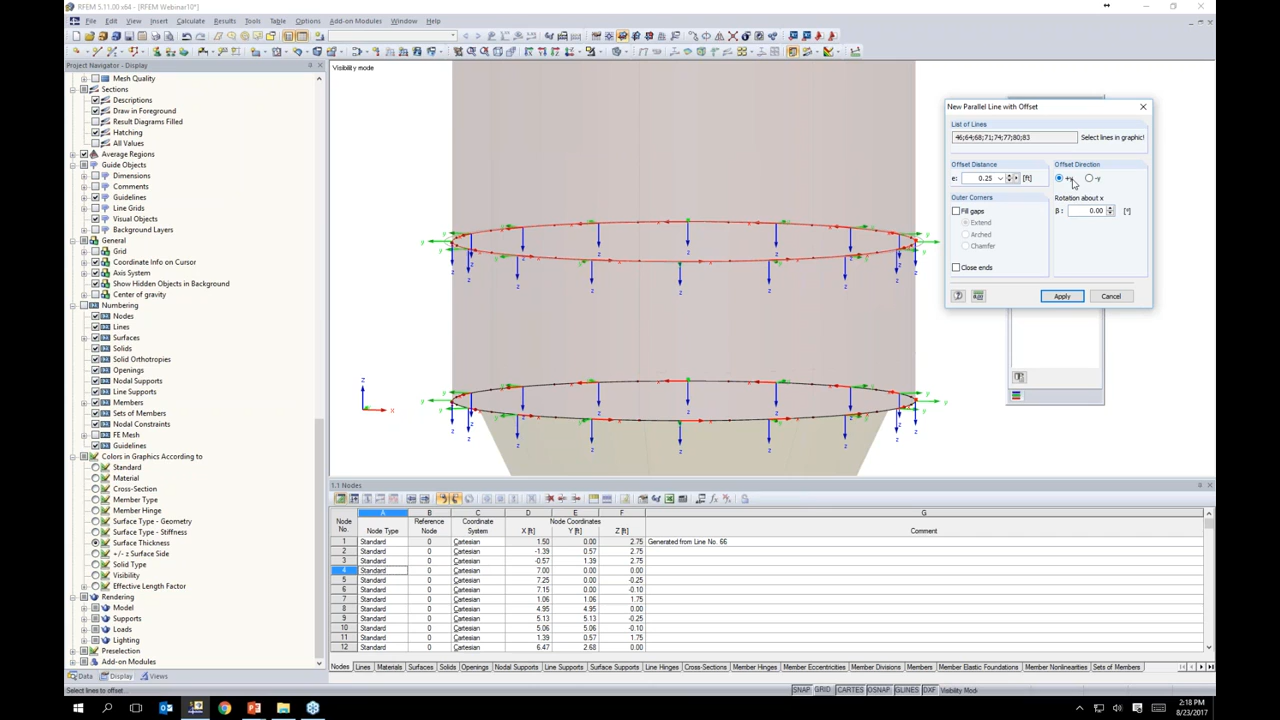 RFEM 5.11.00 x64 - [RFEM Webinar10*]
File Edit View Insert Calculate Results Tools Table Options Add-on Modules Window Help
Project Navigator - Display
Mesh Quality
Sections
Descriptions
Draw in Foreground
Result Diagrams Filled
Hatching
All Values
Average Regions
Guide Objects
Dimensions
Comments
Guidelines
Line Grids
Visual Objects
Background Layers
General
Grid
Coordinate Info on Cursor
Axis System
Show Hidden Objects in Background
Center of gravity
Numbering
Nodes
Lines
Surfaces
Solids
Solid Orthotropies
Openings
Nodal Supports
Line Supports
Members
Sets of Members
Nodal Constraints
FE Mesh
Guidelines
Colors in Graphics According to
Standard
Material
Cross-Section
Member Type
Member Hinge
Surface Type - Geometry
Surface Type - Stiffness
Surface Thickness
+/- z Surface Side
Solid Type
Visibility
Effective Length Factor
Rendering
Model
Supports
Loads
Lighting
Preselection
Add-on Modules
Data Display Views
Select lines to offset...
Visibility mode
New Parallel Line with Offset
List of Lines
46;64;68;71;74;77;80;83 Select lines in graphic!
Offset Distance
e: 0.25 [ft]
Offset Direction
+y -y
Outer Corners
Fill gaps
Extend
Arched
Chamfer
Close ends
Rotation about x
β : 0.00 [°]
Apply Cancel
1.1 Nodes
A B C D E F G
Node No. Node Type Reference Node Coordinate System Node Coordinates X [ft] Y [ft] Z [ft] Comment
1 Standard 0 Cartesian 1.50 0.00 2.75 Generated from Line No. 66
2 Standard 0 Cartesian -1.39 0.57 2.75
3 Standard 0 Cartesian -0.57 1.39 2.75
4 Standard 0 Cartesian 7.00 0.00 0.00
5 Standard 0 Cartesian 7.25 0.00 -0.25
6 Standard 0 Cartesian 7.15 0.00 -0.10
7 Standard 0 Cartesian 1.06 1.06 1.75
8 Standard 0 Cartesian 4.95 4.95 0.00
9 Standard 0 Cartesian 5.13 5.13 -0.25
10 Standard 0 Cartesian 5.06 5.06 -0.10
11 Standard 0 Cartesian 1.39 0.57 1.75
12 Standard 0 Cartesian 6.47 2.68 0.00
Nodes Lines Materials Surfaces Solids Openings Nodal Supports Line Supports Surface Supports Line Hinges Cross-Sections Member Hinges Member Eccentricities Member Divisions Members Member Elastic Foundations Member Nonlinearities Sets of Members
SNAP GRID CARTES OSNAP GLINES DXF Visibility Mode
2:18 PM
8/23/2017